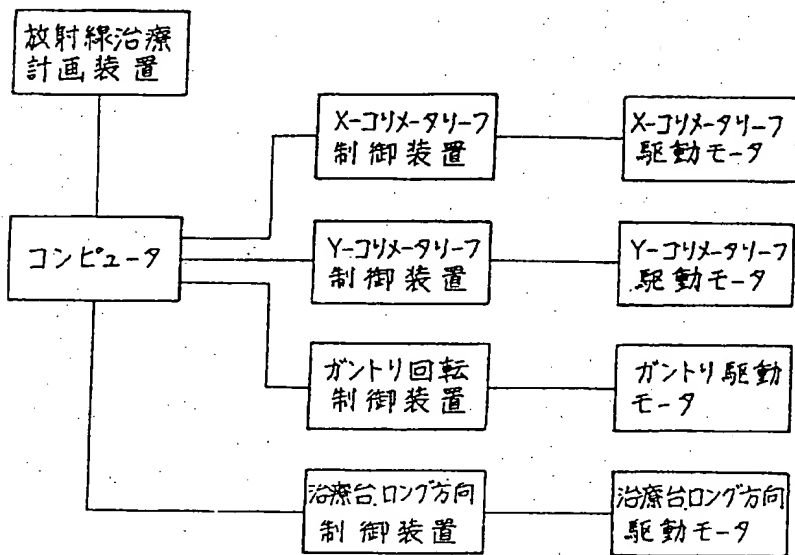 放射線治療
計画装置
X-コリメータリーフ
制御装置
X-コリメータリーフ
駆動モータ
コンピュータ
Y-コリメータリーフ
制御装置
Y-コリメータリーフ
駆動モータ
ガントリ回転
制御装置
ガントリ駆動
モータ
治療台ロング方向
制御装置
治療台ロング方向
駆動モータ